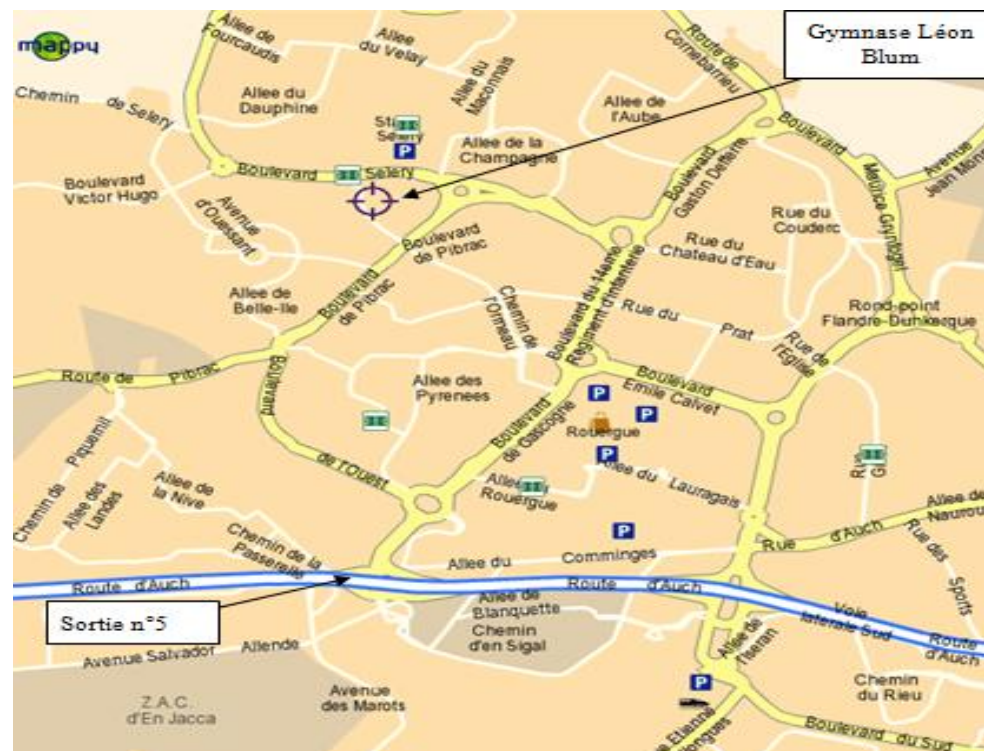 mappy
Gymnase Léon
Blum
Allee de
Fourcaudis
Allee
du Velay
Allee du
Maconnais
Route de
Cornebarrieu
Chemin de Selery
Allee du
Dauphine
Selery
P
Allee de la
Champagne
Allee de
l'Aube
Boulevard
Gaston Defferre
Boulevard
Maurice
Avenue
Boulevard Selery
Boulevard
Victor Hugo
Avenue
d'Ouessant
Boulevard
de Pibrac
Rue du
Couderc
Rue du
Chateau d'Eau
Allee de
Belle-Ile
Boulevard
de Pibrac
Chemin de
l'Ormeau
Boulevard du 14eme
Regiment d'Infanterie
Rue du Prat
Rue de
l'Eglise
Rond-point
Flandre-Dunkerque
Route de Pibrac
Boulevard
de l'Ouest
Allee des
Pyrenees
Boulevard
de Gascogne
Boulevard
Emile Calvet
P
P
Rouergue
P
Chemin de Piquemil
Allee des
Landes
Allee de
la Nive
Rouergue
Allee du Lauragais
P
Rue d'Auch
Allee de
Rue des
Sports
Chemin de la
Passerelle
Allee du Comminges
Route d'Auch
Route d'Auch
Voie
laterale Sud
Route
d'Auch
Sortie n°5
Allee de
Blanquette
Chemin
d'en Sigal
Allee de
l'Iseran
Avenue Salvador Allende
Z.A.C.
d'En Jacca
Avenue
des Marots
P
Chemin
du Rieu
Etienne
Boulevard du Sud